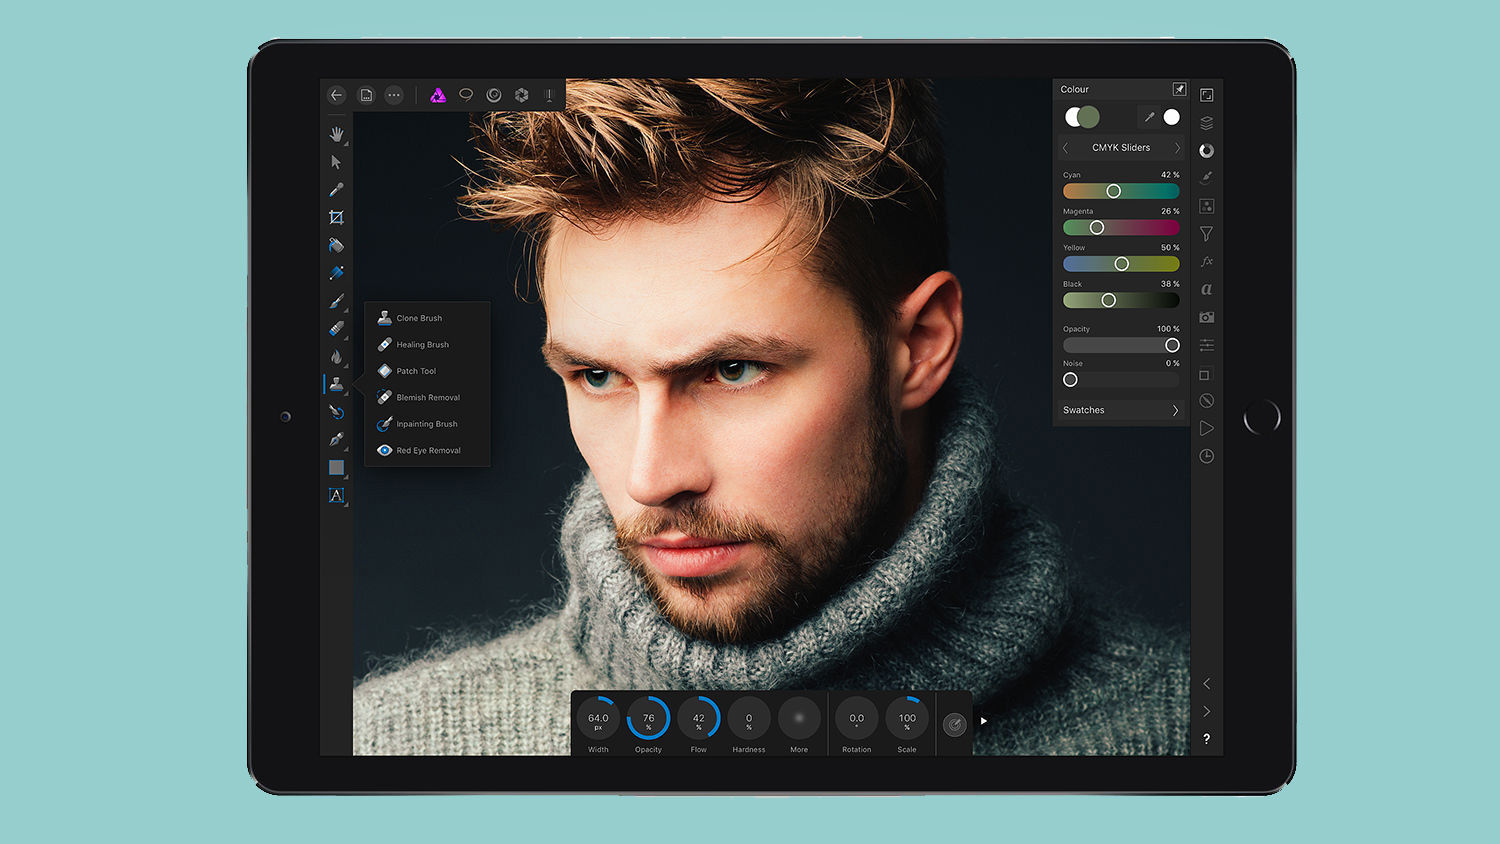 Colour
CMYK Sliders
Cyan 42 %
Magenta 26 %
Yellow 50 %
Black 38 %
Opacity 100 %
Noise 0 %
Swatches
Clone Brush
Healing Brush
Patch Tool
Blemish Removal
Inpainting Brush
Red Eye Removal
fx
a
A
64.0 px
76 %
42 %
0 %
0.0 °
100 %
Width
Opacity
Flow
Hardness
More
Rotation
Scale
?